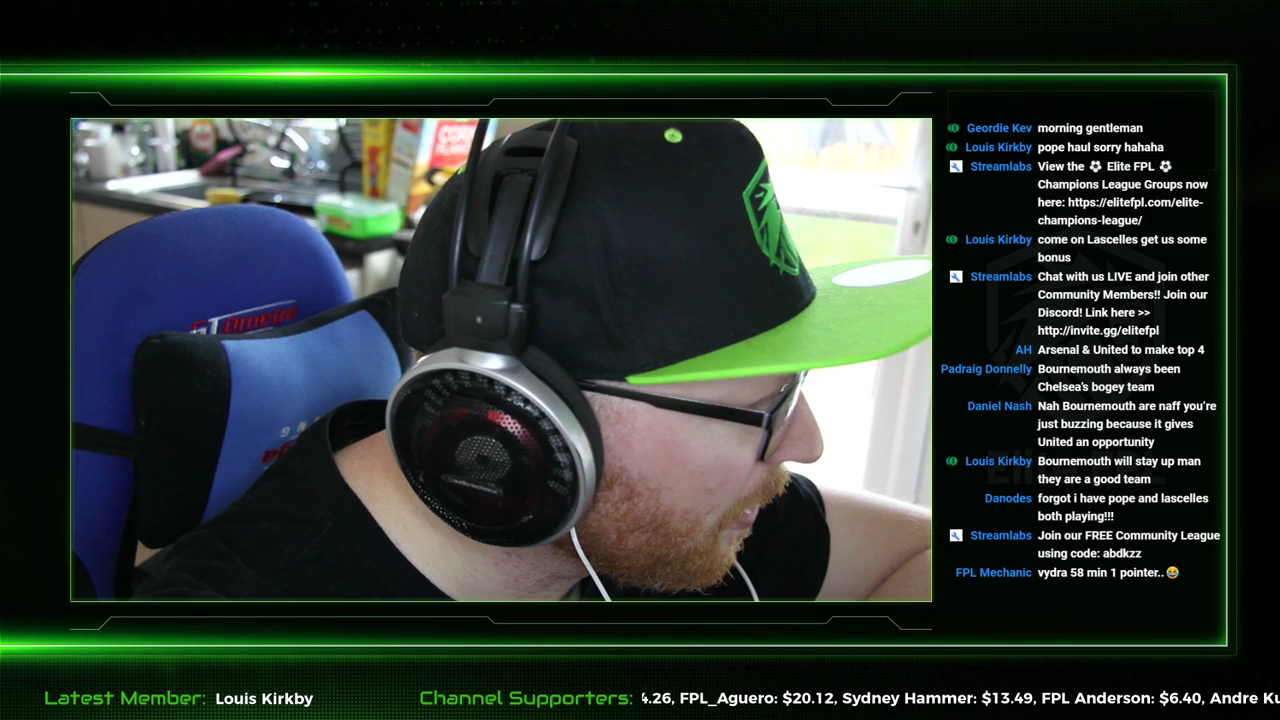 GT Omega
Geordie Kev morning gentleman
Louis Kirkby pope haul sorry hahaha
Streamlabs View the ⚽ Elite FPL ⚽
Champions League Groups now
here: https://elitefpl.com/elite-
champions-league/
Louis Kirkby come on Lascelles get us some
bonus
Streamlabs Chat with us LIVE and join other
Community Members!! Join our
Discord! Link here >>
http://invite.gg/elitefpl
AH Arsenal & United to make top 4
Padraig Donnelly Bournemouth always been
Chelsea's bogey team
Daniel Nash Nah Bournemouth are naff you're
just buzzing because it gives
United an opportunity
Louis Kirkby Bournemouth will stay up man
they are a good team
Danodes forgot i have pope and lascelles
both playing!!!
Streamlabs Join our FREE Community League
using code: abdkzz
FPL Mechanic vydra 58 min 1 pointer.. 😂
Latest Member: Louis Kirkby Channel Supporters: 4.26, FPL_Aguero: $20.12, Sydney Hammer: $13.49, FPL Anderson: $6.40, Andre